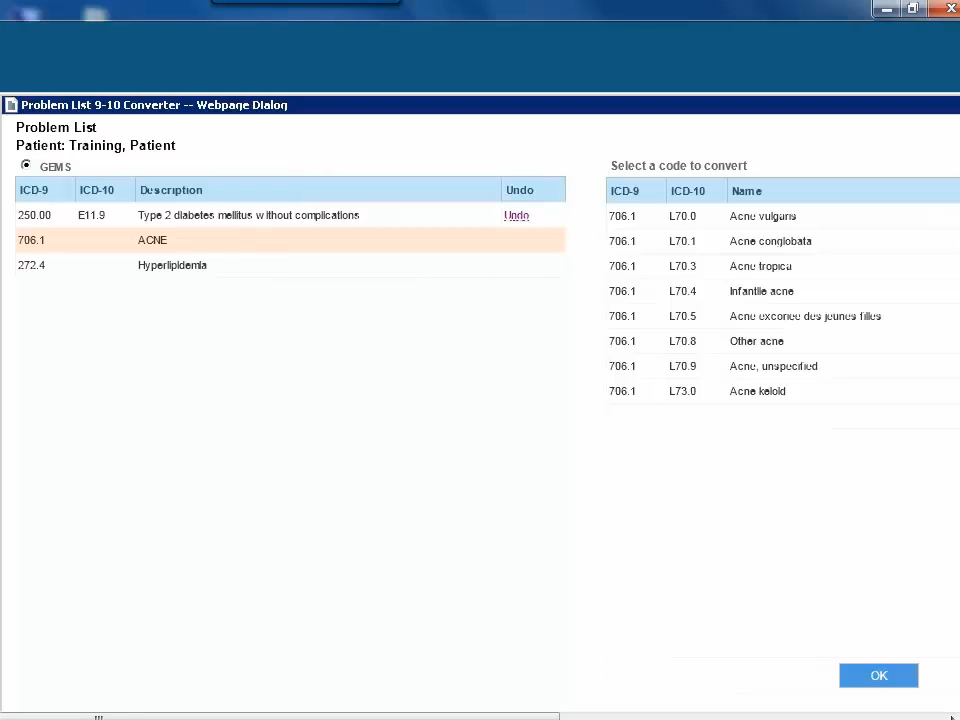 Problem List 9-10 Converter -- Webpage Dialog
Problem List
Patient: Training, Patient
GEMS
ICD-9 ICD-10 Description Undo
250.00 E11.9 Type 2 diabetes mellitus without complications Undo
706.1 ACNE
272.4 Hyperlipidemia
Select a code to convert
ICD-9 ICD-10 Name
706.1 L70.0 Acne vulgaris
706.1 L70.1 Acne conglobata
706.1 L70.3 Acne tropica
706.1 L70.4 Infantile acne
706.1 L70.5 Acne excoriee des jeunes filles
706.1 L70.8 Other acne
706.1 L70.9 Acne, unspecified
706.1 L73.0 Acne keloid
OK